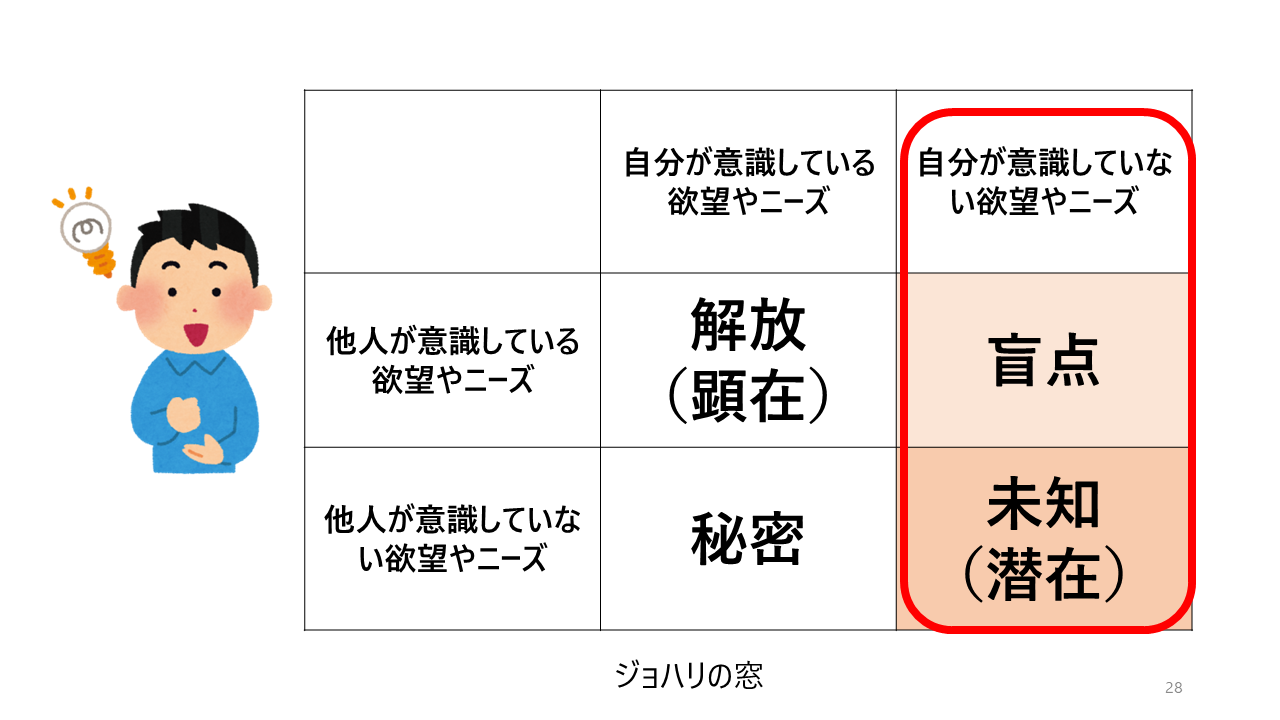 自分が意識している
欲望やニーズ
自分が意識していな
い欲望やニーズ
他人が意識している
欲望やニーズ
解放
（顕在）
盲点
他人が意識していな
い欲望やニーズ
秘密
未知
（潜在）
ジョハリの窓
28